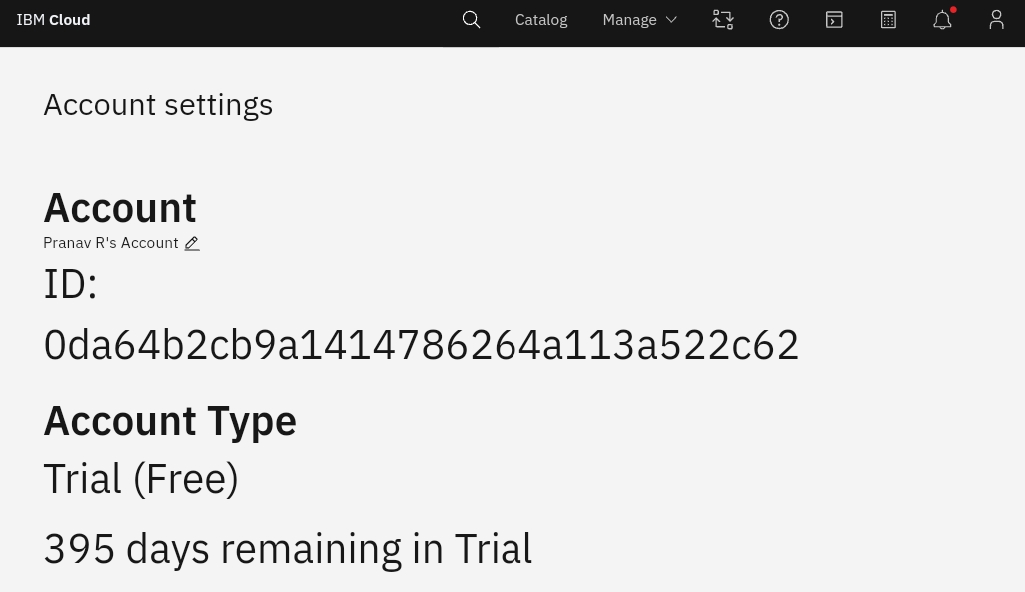 IBM Cloud Catalog Manage
Account settings
Account
Pranav R's Account
ID:
0da64b2cb9a1414786264a113a522c62
Account Type
Trial (Free)
395 days remaining in Trial